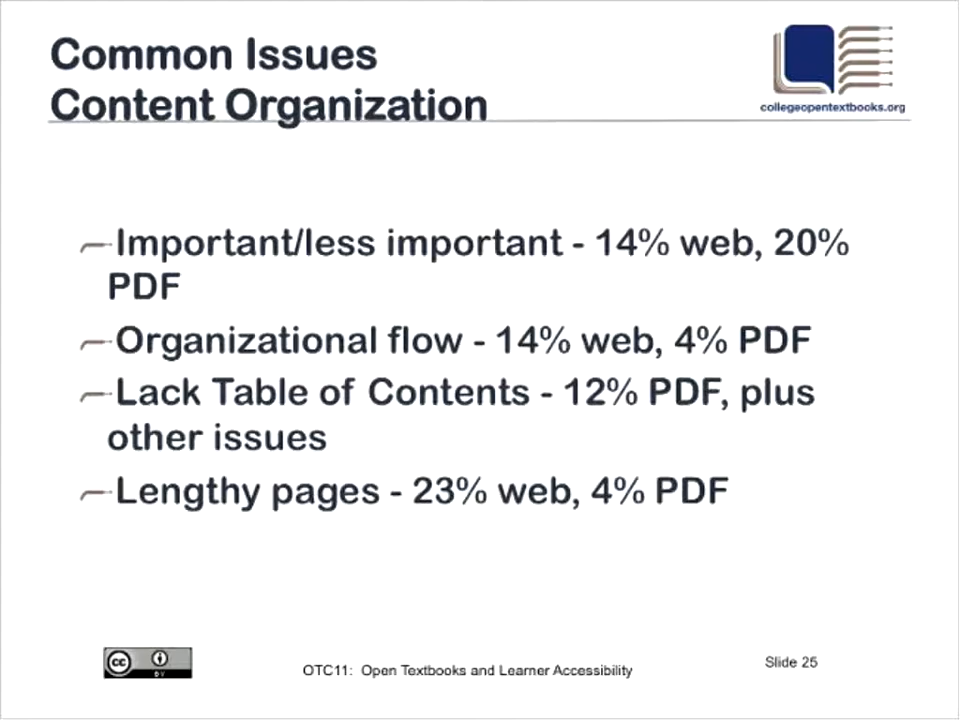 Common Issues
Content Organization
collegeopentextbooks.org
Important/less important - 14% web, 20%
PDF
Organizational flow - 14% web, 4% PDF
Lack Table of Contents - 12% PDF, plus
other issues
Lengthy pages - 23% web, 4% PDF
cc
BY
OTC11: Open Textbooks and Learner Accessibility
Slide 25